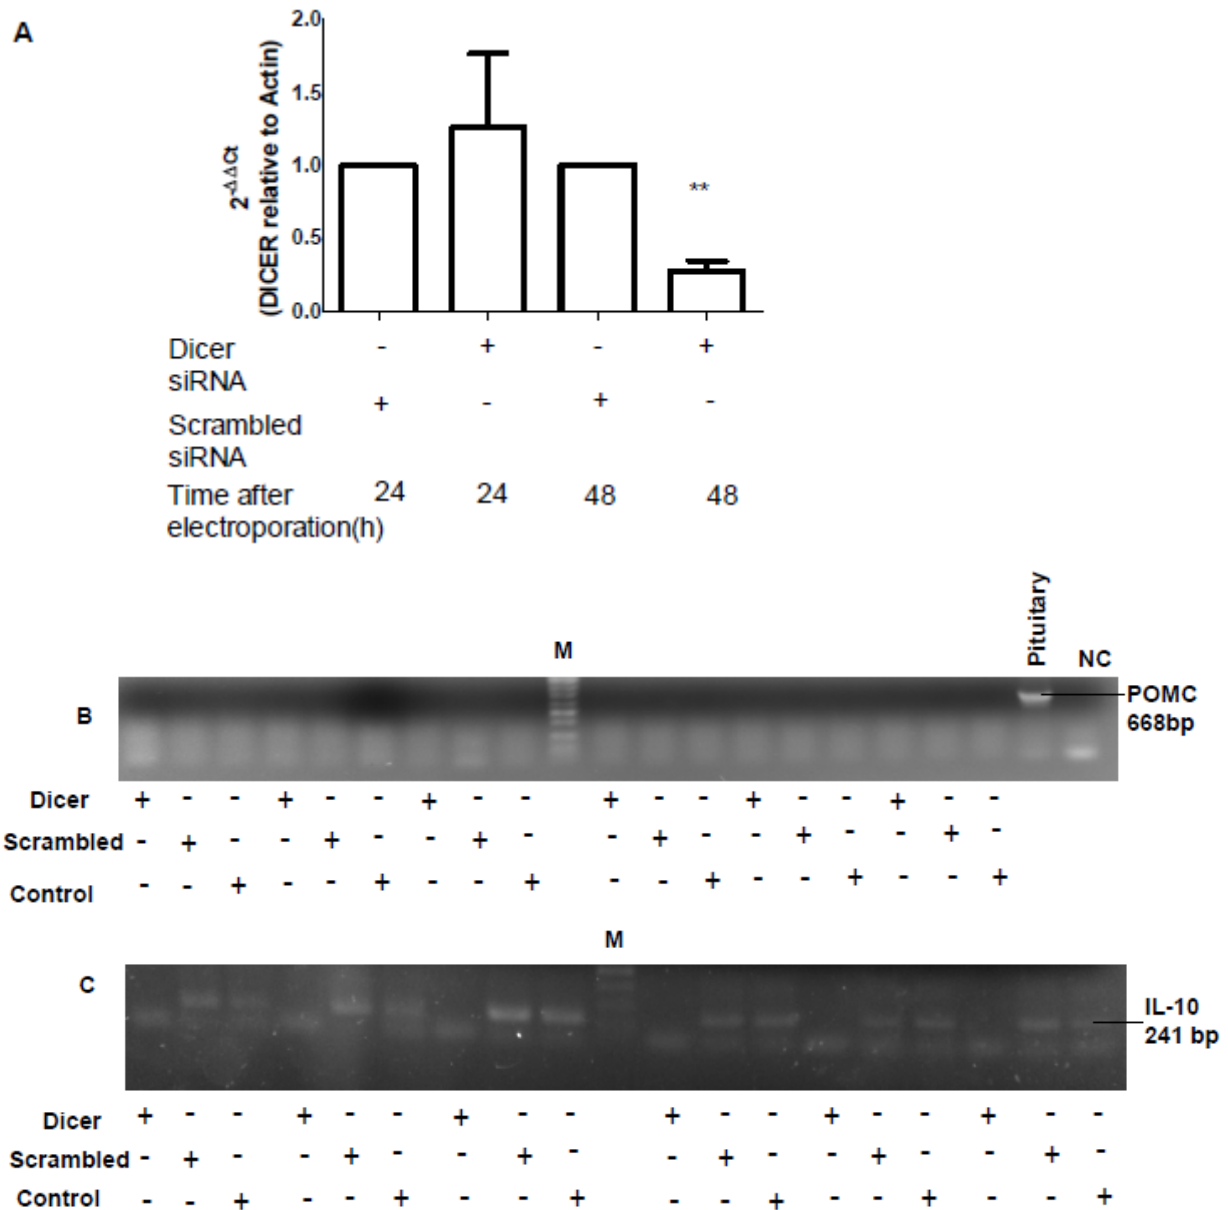 A
2.0
1.5
1.0
0.5
0.0
2-ΔΔCt
(DICER relative to Actin)
**
Dicer siRNA - + - +
Scrambled siRNA + - + -
Time after electroporation(h) 24 24 48 48
Pituitary
M
NC
B
POMC
668bp
Dicer + - - + - - + - - + - - + - - + - -
Scrambled - + - - + - - + - - + - - + - - + -
Control - - + - - + - - + - - + - - + - - +
M
C
IL-10
241 bp
Dicer + - - + - - + - - + - - + - - + - -
Scrambled - + - - + - - + - - + - - + - - + -
Control - - + - - + - - + - - + - - + - - +